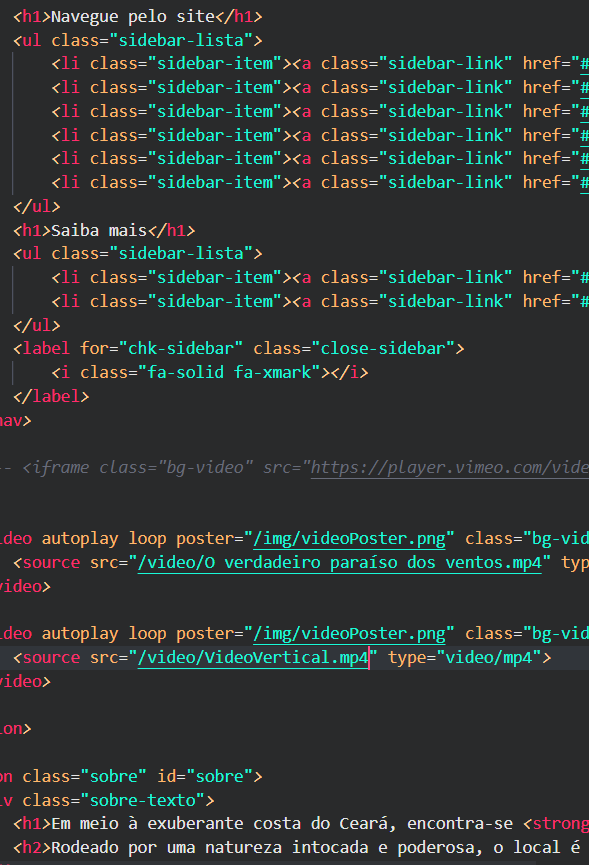 <h1>Navegue pelo site</h1>
<ul class="sidebar-lista">
<li class="sidebar-item"><a class="sidebar-link" href="#
<li class="sidebar-item"><a class="sidebar-link" href="#
<li class="sidebar-item"><a class="sidebar-link" href="#
<li class="sidebar-item"><a class="sidebar-link" href="#
<li class="sidebar-item"><a class="sidebar-link" href="#
<li class="sidebar-item"><a class="sidebar-link" href="#
</ul>
<h1>Saiba mais</h1>
<ul class="sidebar-lista">
<li class="sidebar-item"><a class="sidebar-link" href="#
<li class="sidebar-item"><a class="sidebar-link" href="#
</ul>
<label for="chk-sidebar" class="close-sidebar">
<i class="fa-solid fa-xmark"></i>
</label>
nav>
-- <iframe class="bg-video" src="https://player.vimeo.com/vide
ideo autoplay loop poster="/img/videoPoster.png" class="bg-vid
<source src="/video/O verdadeiro paraíso dos ventos.mp4" typ
video>
ideo autoplay loop poster="/img/videoPoster.png" class="bg-vid
<source src="/video/VideoVertical.mp4" type="video/mp4">
video>
ion>
on class="sobre" id="sobre">
iv class="sobre-texto">
<h1>Em meio à exuberante costa do Ceará, encontra-se <strong
<h2>Rodeado por uma natureza intocada e poderosa, o local é